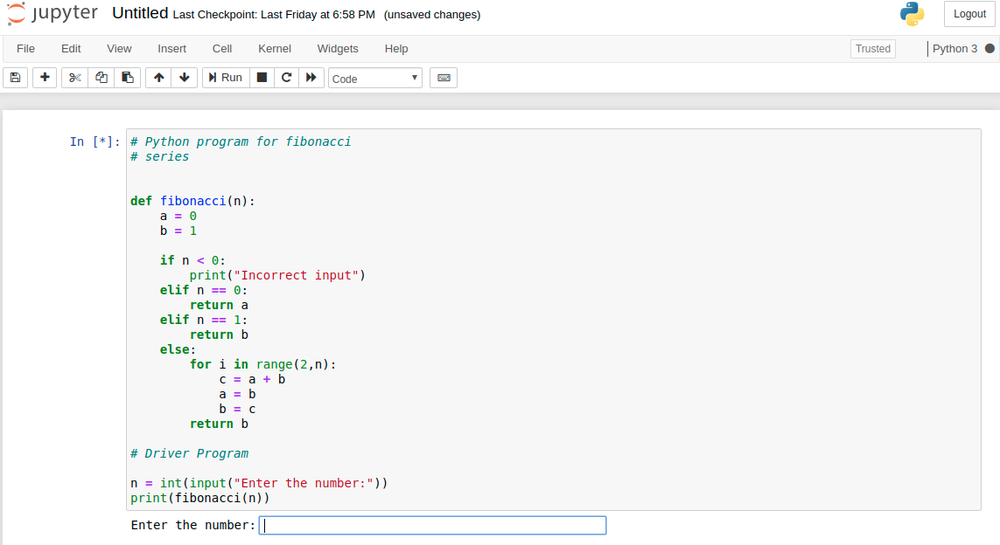 jupyter Untitled Last Checkpoint: Last Friday at 6:58 PM (unsaved changes) Logout
File Edit View Insert Cell Kernel Widgets Help Trusted Python 3
Run Code
In [*]: # Python program for fibonacci
# series
def fibonacci(n):
    a = 0
    b = 1
    if n < 0:
        print("Incorrect input")
    elif n == 0:
        return a
    elif n == 1:
        return b
    else:
        for i in range(2,n):
            c = a + b
            a = b
            b = c
        return b
# Driver Program
n = int(input("Enter the number:"))
print(fibonacci(n))
Enter the number: